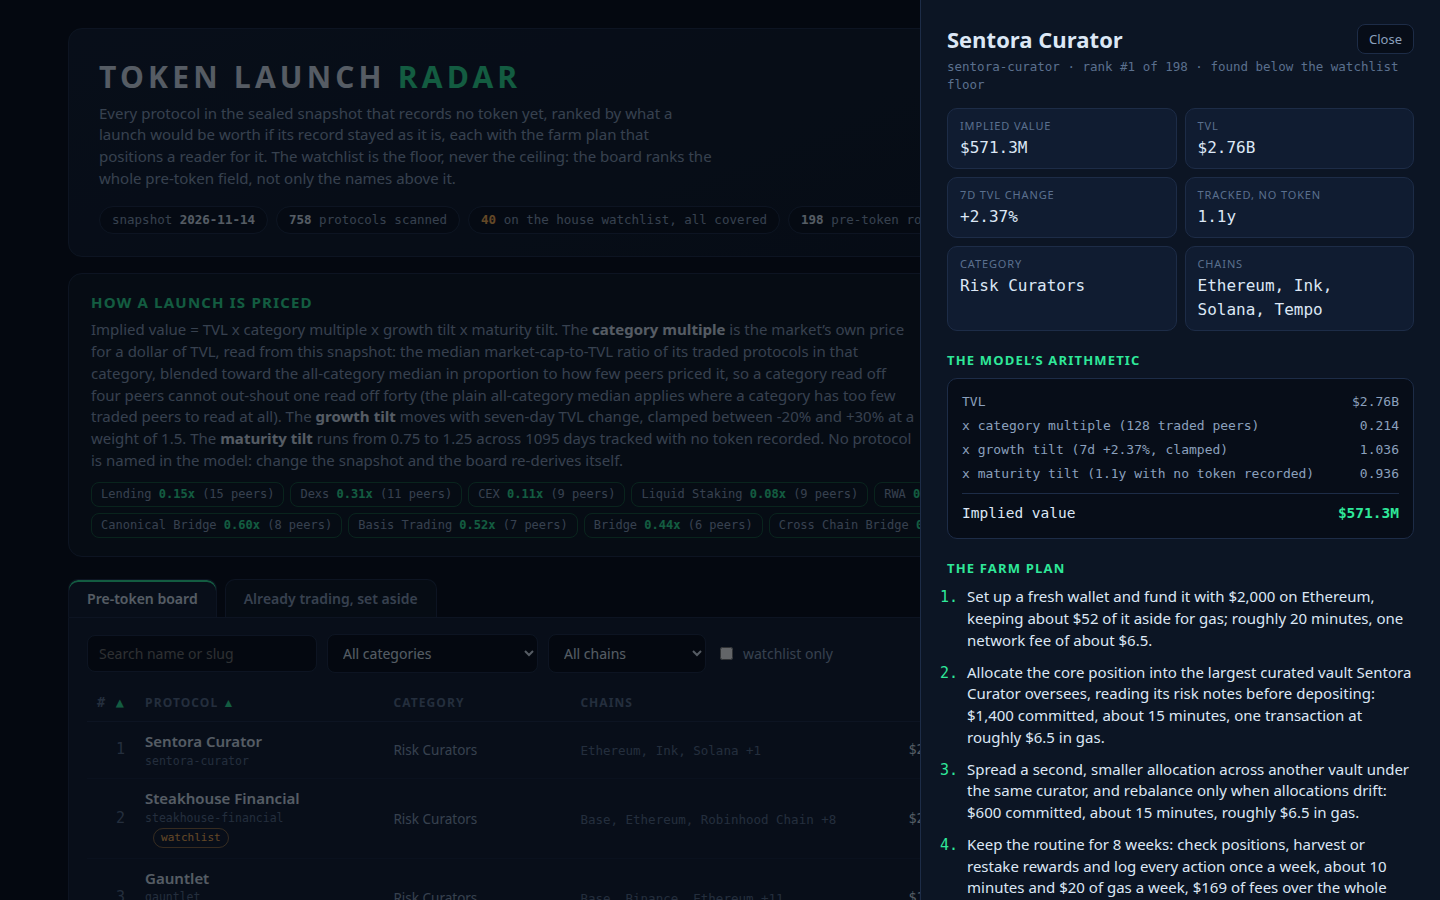 TOKEN LAUNCH RADAR
Every protocol in the sealed snapshot that records no token yet, ranked by what a
launch would be worth if its record stayed as it is, each with the farm plan that
positions a reader for it. The watchlist is the floor, never the ceiling: the board ranks the
whole pre-token field, not only the names above it.
snapshot 2026-11-14
758 protocols scanned
40 on the house watchlist, all covered
198 pre-token ro
HOW A LAUNCH IS PRICED
Implied value = TVL x category multiple x growth tilt x maturity tilt. The category multiple is the market's own price
for a dollar of TVL, read from this snapshot: the median market-cap-to-TVL ratio of its traded protocols in that
category, blended toward the all-category median in proportion to how few peers priced it, so a category read off
four peers cannot out-shout one read off forty (the plain all-category median applies where a category has too few
traded peers to read at all). The growth tilt moves with seven-day TVL change, clamped between -20% and +30% at a
weight of 1.5. The maturity tilt runs from 0.75 to 1.25 across 1095 days tracked with no token recorded. No protocol
is named in the model: change the snapshot and the board re-derives itself.
Lending 0.15x (15 peers)
Dexs 0.31x (11 peers)
CEX 0.11x (9 peers)
Liquid Staking 0.08x (9 peers)
RWA 0
Canonical Bridge 0.60x (8 peers)
Basis Trading 0.52x (7 peers)
Bridge 0.44x (6 peers)
Cross Chain Bridge
Pre-token board
Already trading, set aside
Search name or slug
All categories
All chains
watchlist only
# ▲ PROTOCOL ▲ CATEGORY CHAINS
1 Sentora Curator Risk Curators Ethereum, Ink, Solana +1 $2
sentora-curator
2 Steakhouse Financial Risk Curators Base, Ethereum, Robinhood Chain +8 $2
steakhouse-financial
watchlist
3 Gauntlet Risk Curators Base, Binance, Ethereum +11 $1
gauntlet
Sentora Curator
Close
sentora-curator · rank #1 of 198 · found below the watchlist
floor
IMPLIED VALUE
$571.3M
TVL
$2.76B
7D TVL CHANGE
+2.37%
TRACKED, NO TOKEN
1.1y
CATEGORY
Risk Curators
CHAINS
Ethereum, Ink,
Solana, Tempo
THE MODEL'S ARITHMETIC
TVL $2.76B
x category multiple (128 traded peers) 0.214
x growth tilt (7d +2.37%, clamped) 1.036
x maturity tilt (1.1y with no token recorded) 0.936
Implied value $571.3M
THE FARM PLAN
1. Set up a fresh wallet and fund it with $2,000 on Ethereum,
keeping about $52 of it aside for gas; roughly 20 minutes, one
network fee of about $6.5.
2. Allocate the core position into the largest curated vault Sentora
Curator oversees, reading its risk notes before depositing:
$1,400 committed, about 15 minutes, one transaction at
roughly $6.5 in gas.
3. Spread a second, smaller allocation across another vault under
the same curator, and rebalance only when allocations drift:
$600 committed, about 15 minutes, roughly $6.5 in gas.
4. Keep the routine for 8 weeks: check positions, harvest or
restake rewards and log every action once a week, about 10
minutes and $20 of gas a week, $169 of fees over the whole